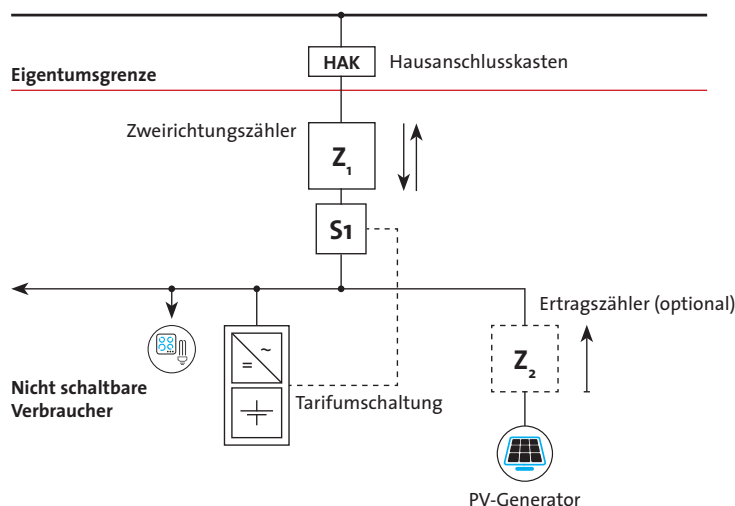 HAK
Hausanschlusskasten
Eigentumsgrenze
Zweirichtungszähler
Z₁
S1
Ertragszähler (optional)
= ~
Z₂
Nicht schaltbare
Verbraucher
Tarifumschaltung
PV-Generator